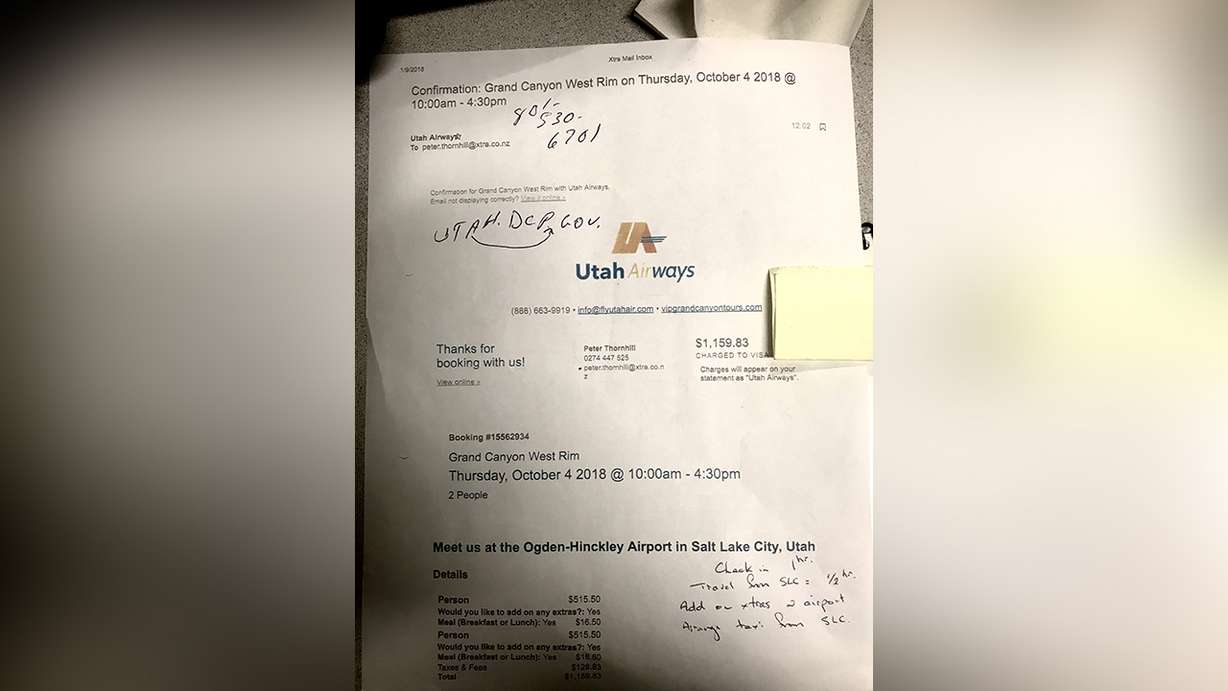 1/9/2018
Xtra Mail Inbox
Confirmation: Grand Canyon West Rim on Thursday, October 4 2018 @
10:00am - 4:30pm
801-
530-
6701
Utah Airways
12:02
To peter.thornhill@xtra.co.nz
Confirmation for Grand Canyon West Rim with Utah Airways.
Email not displaying correctly? View it online »
UTAH. DCP. GOV.
UA
Utah Airways
(888) 663-9919 • info@flyutahair.com • vipgrandcanyontours.com
Thanks for
booking with us!
View online »
Peter Thornhill
0274 447 525
peter.thornhill@xtra.co.n
z
$1,159.83
CHARGED TO VISA
Charges will appear on your
statement as "Utah Airways".
Booking #15562934
Grand Canyon West Rim
Thursday, October 4 2018 @ 10:00am - 4:30pm
2 People
Meet us at the Ogden-Hinckley Airport in Salt Lake City, Utah
Check in 1 hr.
Travel from SLC = 1/2 hr.
Add on xtras @ airport
Arrange taxi from SLC.
Details
Person $515.50
Would you like to add on any extras?: Yes
Meal (Breakfast or Lunch): Yes $16.50
Person $515.50
Would you like to add on any extras?: Yes
Meal (Breakfast or Lunch): Yes $16.50
Taxes & Fees $129.83
Total $1,159.83